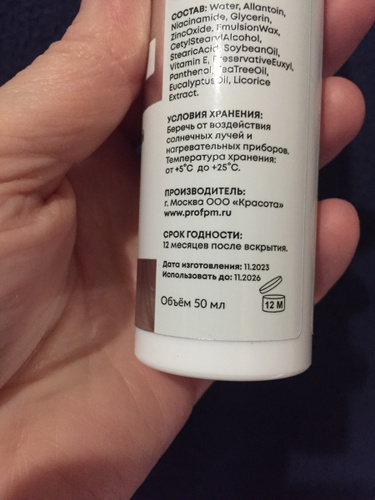 СОСТАВ: Water, Allantoin,
Niacinamide, Glycerin,
ZincOxide, EmulsionWax,
CetylStearylAlcohol,
StearicAcid, SoybeanOil,
Vitamin E, PreservativeEuxyl,
Panthenol, TeaTreeOil,
EucalyptusOil, Licorice
Extract.
УСЛОВИЯ ХРАНЕНИЯ:
Беречь от воздействия
солнечных лучей и
нагревательных приборов.
Температура хранения:
от +5°С до +25°С.
ПРОИЗВОДИТЕЛЬ:
г. Москва ООО «Красота»
www.profpm.ru
СРОК ГОДНОСТИ:
12 месяцев после вскрытия.
Дата изготовления: 11.2023
Использовать до: 11.2026
Объём 50 мл
12 M